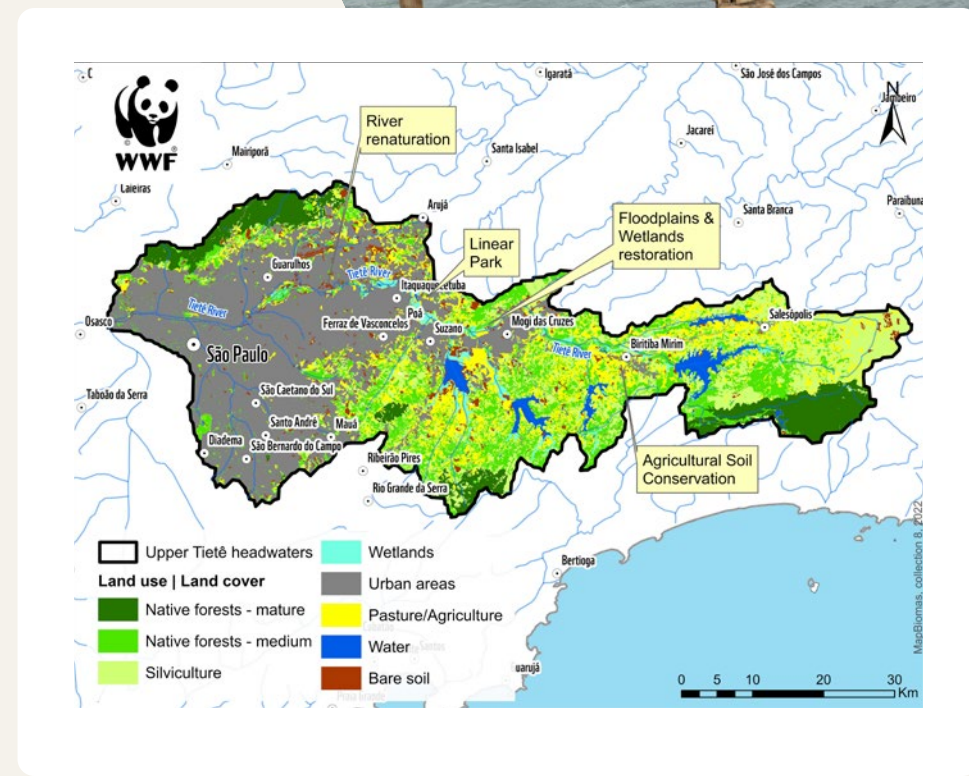 C
Igaratá
São José dos Campos
N
Jambeiro
WWF
Mairiporã
River
renaturation
Jacareí
Santa Isabel
Laieiras
Paraibuna
Arujá
Floodplains &
Wetlands
restoration
Santa Branca
Linear
Park
Guarulhos
Tietê River
Itaquaquecetuba
Tietê River
Poá
Osasco
Ferraz de Vasconcelos
Suzano
Mogi das Cruzes
Salesópolis
São Paulo
Tietê River
Biritiba Mirim
Taboão da Serra
São Caetano do Sul
Santo André
Mauá
Diadema
São Bernardo do Campo
Ribeirão Pires
Agricultural Soil
Conservation
Rio Grande da Serra
Upper Tietê headwaters
Land use | Land cover
Native forests - mature
Native forests - medium
Silviculture
Wetlands
Urban areas
Pasture/Agriculture
Water
Bare soil
Bertioga
uarujá
Santos
0 5 10 20 30
Km
MapBiomas, collection 8, 2022